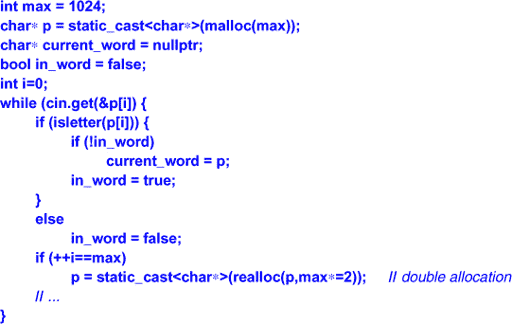 int max = 1024;
char* p = static_cast<char*>(malloc(max));
char* current_word = nullptr;
bool in_word = false;
int i=0;
while (cin.get(&p[i]) {
if (isletter(p[i])) {
if (!in_word)
current_word = p;
in_word = true;
}
else
in_word = false;
if (++i==max)
p = static_cast<char*>(realloc(p,max*=2)); // double allocation
// ...
}